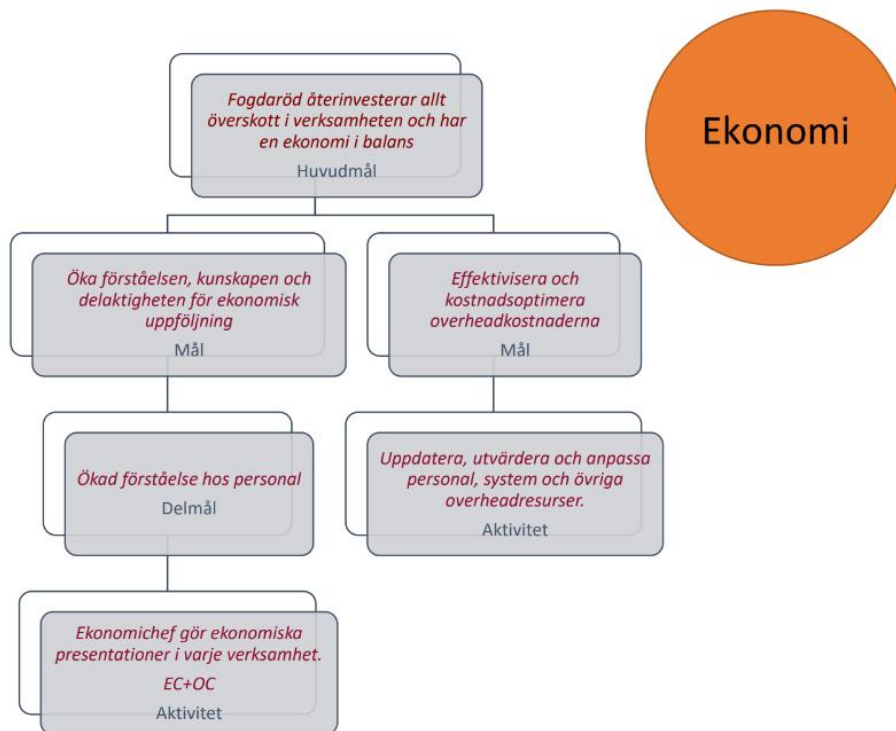 Ekonomi
Fogdaröd återinvesterar allt
överskott i verksamheten och har
en ekonomi i balans
Huvudmål
Öka förståelsen, kunskapen och
delaktigheten för ekonomisk
uppföljning
Mål
Effektivisera och
kostnadsoptimera
overheadkostnaderna
Mål
Ökad förståelse hos personal
Delmål
Uppdatera, utvärdera och anpassa
personal, system och övriga
overheadresurser.
Aktivitet
Ekonomichef gör ekonomiska
presentationer i varje verksamhet.
EC+OC
Aktivitet